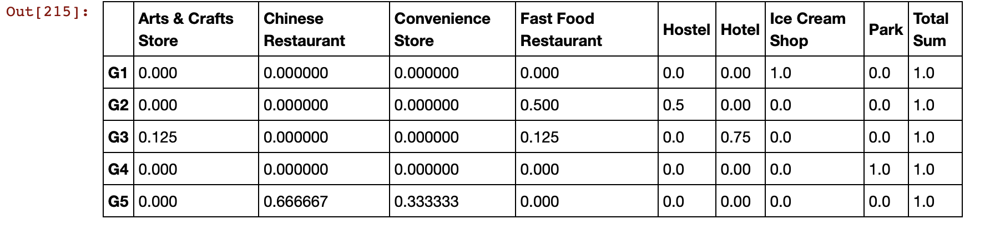 Out[215]:
Arts & Crafts Store Chinese Restaurant Convenience Store Fast Food Restaurant Hostel Hotel Ice Cream Shop Park Total Sum
G1 0.000 0.000000 0.000000 0.000 0.0 0.00 1.0 0.0 1.0
G2 0.000 0.000000 0.000000 0.500 0.5 0.00 0.0 0.0 1.0
G3 0.125 0.000000 0.000000 0.125 0.0 0.75 0.0 0.0 1.0
G4 0.000 0.000000 0.000000 0.000 0.0 0.00 0.0 1.0 1.0
G5 0.000 0.666667 0.333333 0.000 0.0 0.00 0.0 0.0 1.0